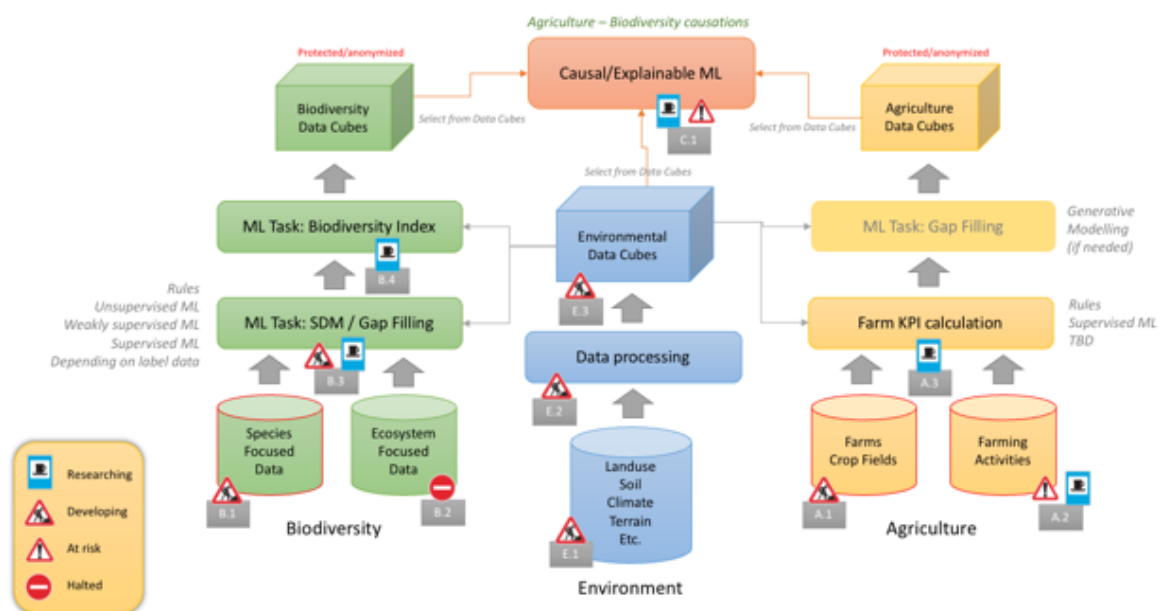 Agriculture – Biodiversity causations
Protected/anonymized
Causal/Explainable ML
Protected/anonymized
Biodiversity
Data Cubes
Agriculture
Data Cubes
Select from Data Cubes
Select from Data Cubes
C.1
Select from Data Cubes
ML Task: Biodiversity Index
B.4
Environmental
Data Cubes
E.3
ML Task: Gap Filling
Generative
Modelling
(if needed)
Rules
Unsupervised ML
Weakly supervised ML
Supervised ML
Depending on label data
ML Task: SDM / Gap Filling
B.3
Farm KPI calculation
A.3
Rules
Supervised ML
TBD
Data processing
E.2
Species
Focused
Data
B.1
Ecosystem
Focused
Data
B.2
Biodiversity
Landuse
Soil
Climate
Terrain
Etc.
E.1
Environment
Farms
Crop Fields
A.1
Farming
Activities
A.2
Agriculture
Researching
Developing
At risk
Halted